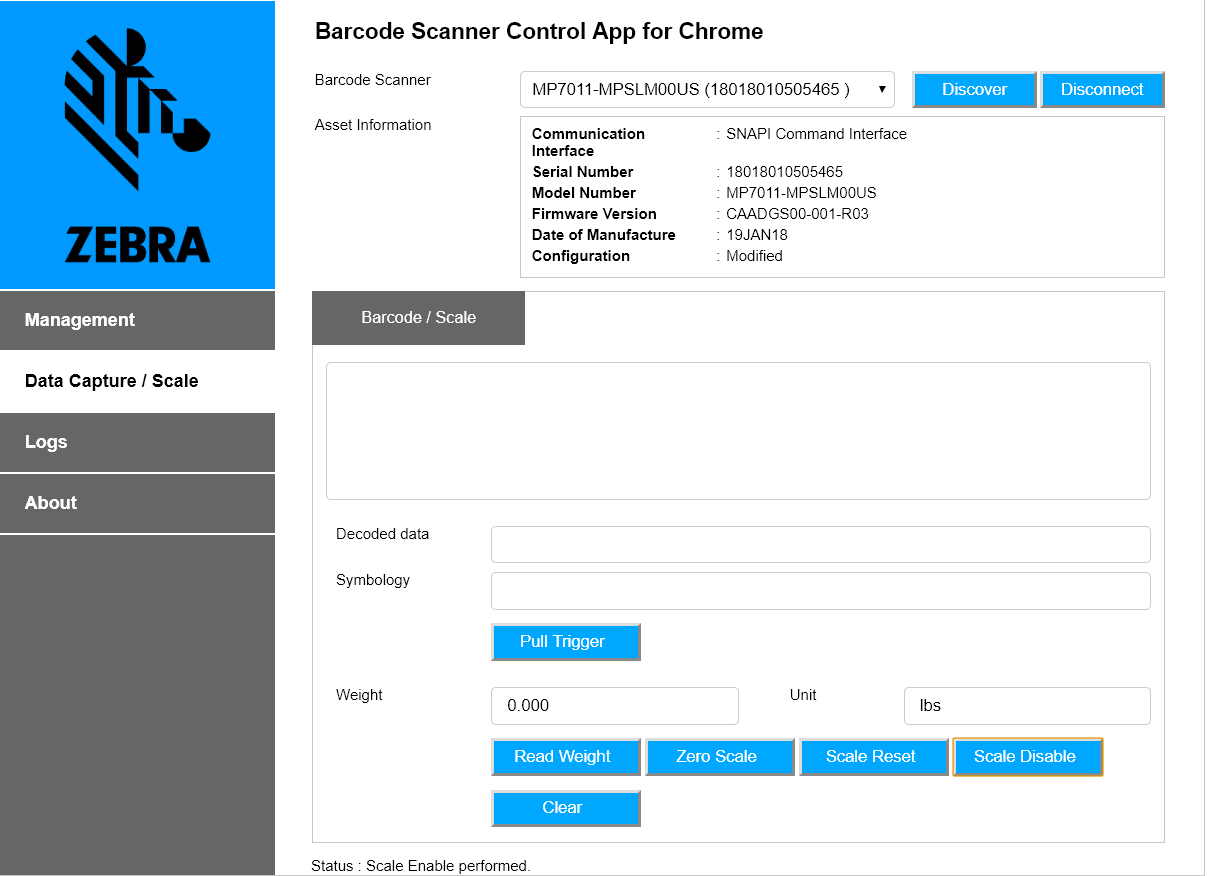 ZEBRA
Management
Data Capture / Scale
Logs
About
Barcode Scanner Control App for Chrome
Barcode Scanner
MP7011-MPSLM00US (18018010505465 )
Discover
Disconnect
Asset Information
Communication Interface : SNAPI Command Interface
Serial Number : 18018010505465
Model Number : MP7011-MPSLM00US
Firmware Version : CAADGS00-001-R03
Date of Manufacture : 19JAN18
Configuration : Modified
Barcode / Scale
Decoded data
Symbology
Pull Trigger
Weight 0.000 Unit lbs
Read Weight Zero Scale Scale Reset Scale Disable
Clear
Status : Scale Enable performed.